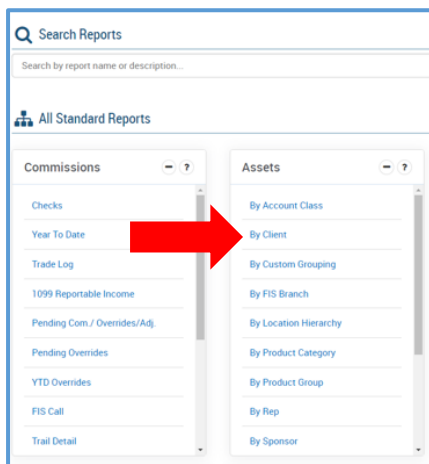 Search Reports
Search by report name or description...
All Standard Reports
Commissions
Checks
Year To Date
Trade Log
1099 Reportable Income
Pending Com./ Overrides/Adj.
Pending Overrides
YTD Overrides
FIS Call
Trail Detail
Assets
By Account Class
By Client
By Custom Grouping
By FIS Branch
By Location Hierarchy
By Product Category
By Product Group
By Rep
By Sponsor